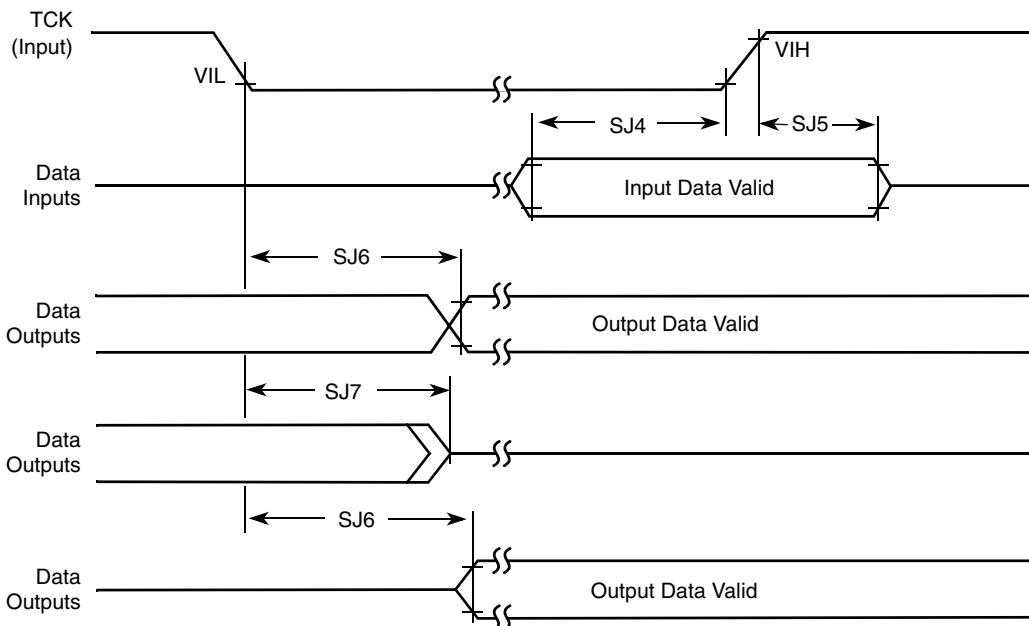 TCK
(Input)
VIL
VIH
SJ4
SJ5
Data
Inputs
Input Data Valid
SJ6
Data
Outputs
Output Data Valid
SJ7
Data
Outputs
SJ6
Data
Outputs
Output Data Valid